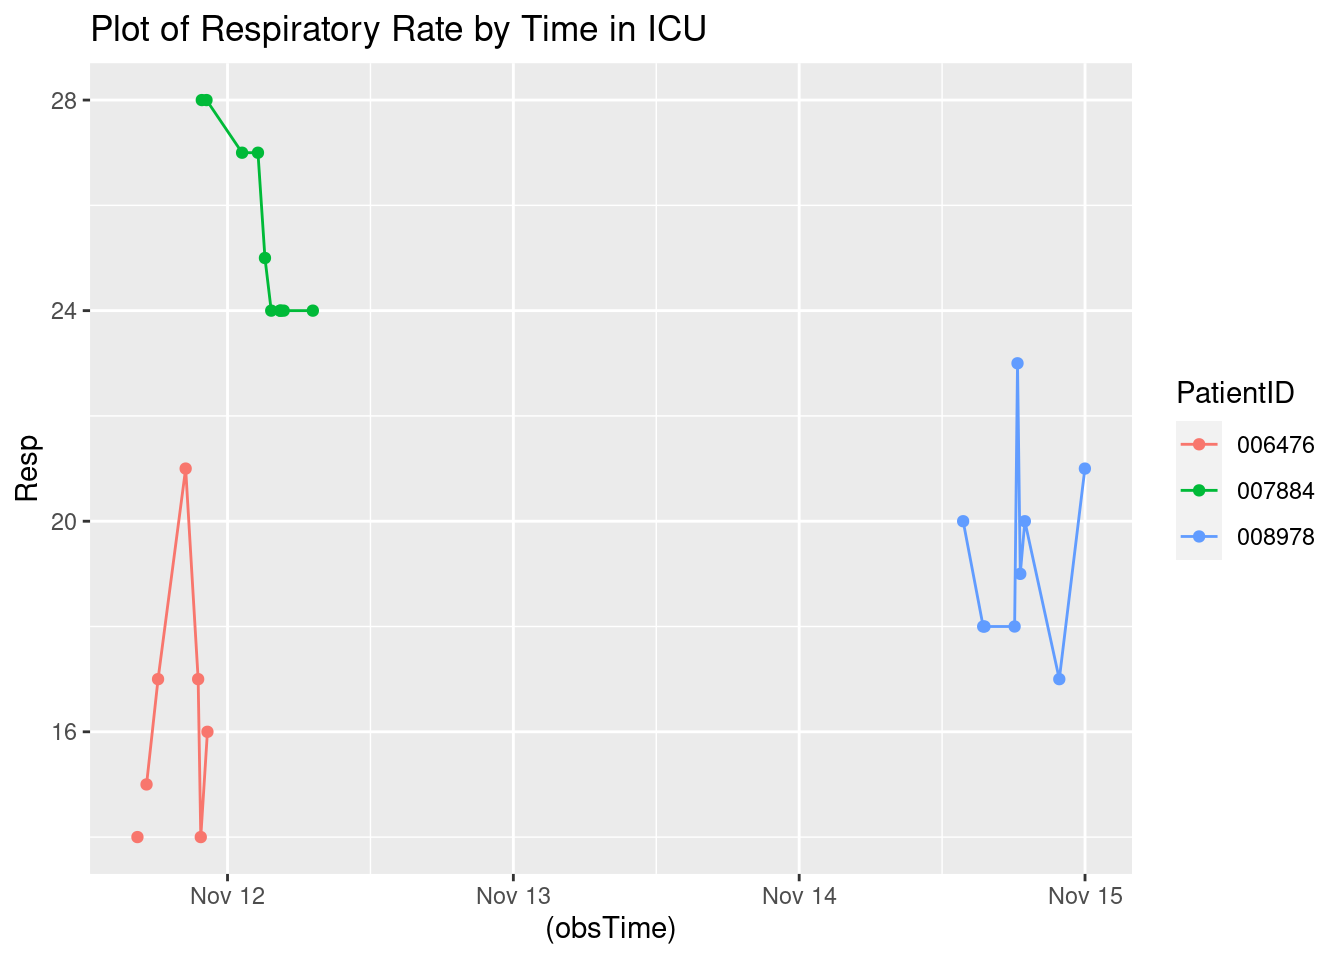 Plot of Respiratory Rate by Time in ICU
28
24
20
16
Resp
Nov 12 Nov 13 Nov 14 Nov 15
(obsTime)
PatientID
006476
007884
008978